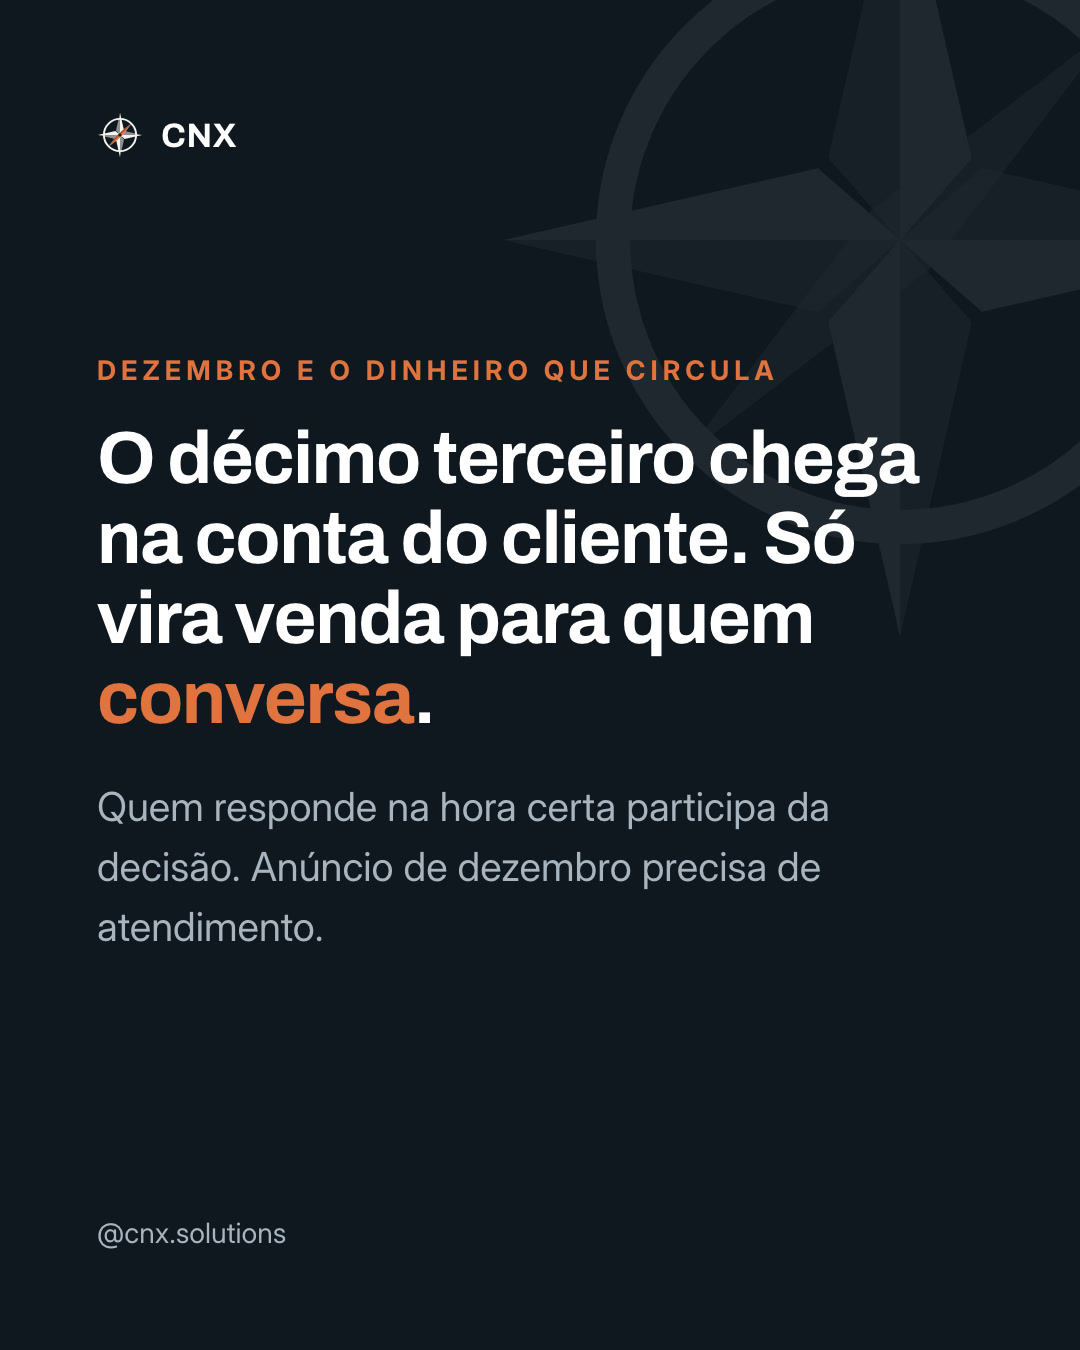 CNX
DEZEMBRO E O DINHEIRO QUE CIRCULA
O décimo terceiro chega
na conta do cliente. Só
vira venda para quem
conversa.
Quem responde na hora certa participa da
decisão. Anúncio de dezembro precisa de
atendimento.
@cnx.solutions